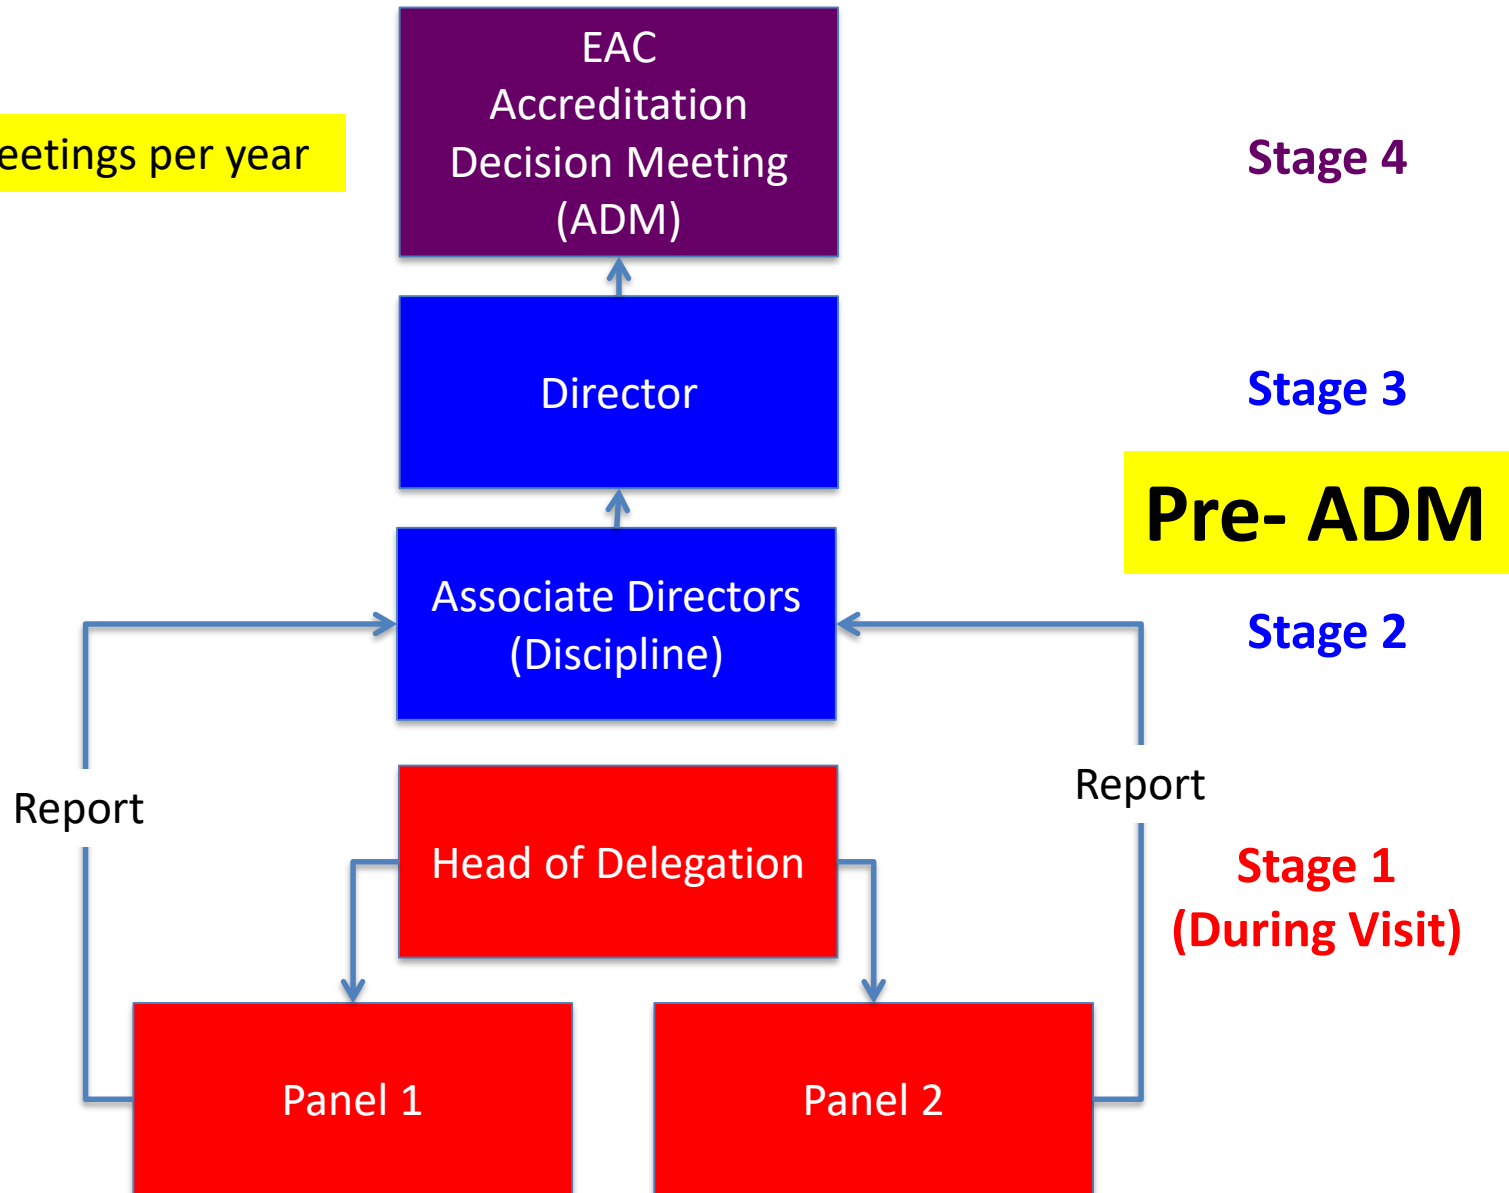 EAC
Accreditation
Decision Meeting
(ADM)
per year
Stage 4
Director
Stage 3
Pre- ADM
Associate Directors
(Discipline)
Stage 2
Report
Report
Head of Delegation
Stage 1
(During Visit)
Panel 1
Panel 2